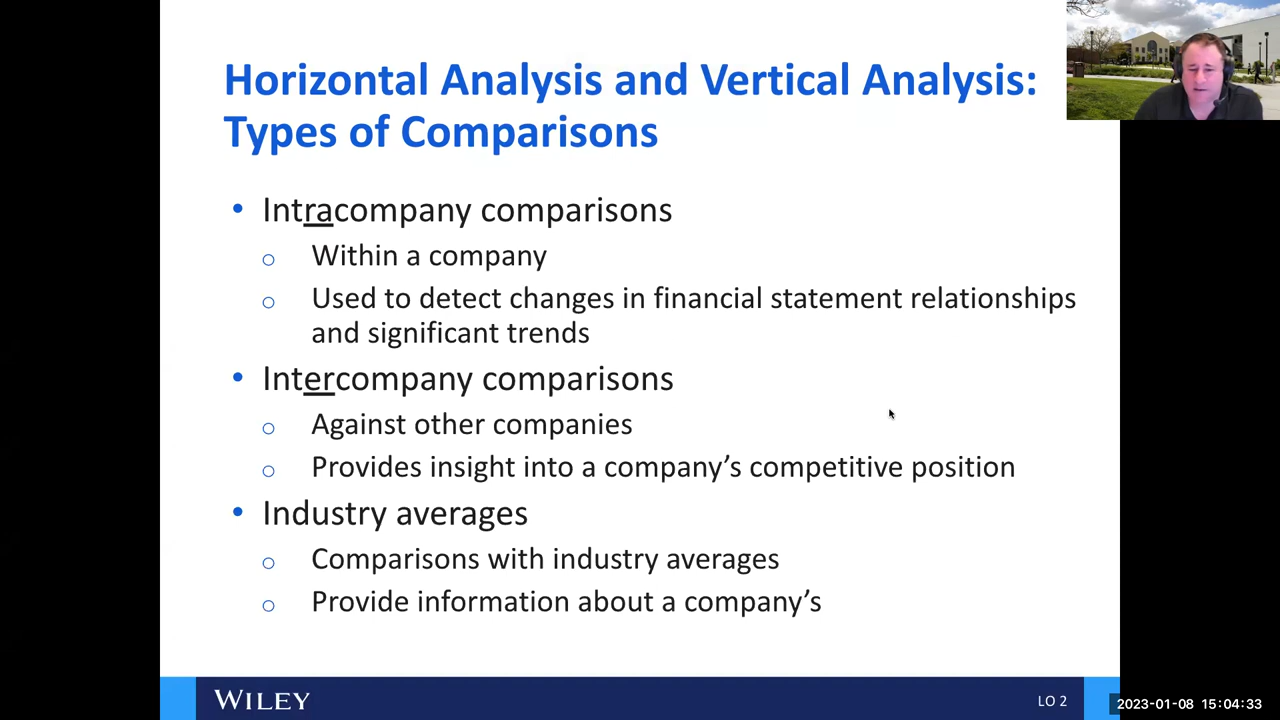 Horizontal Analysis and Vertical Analysis:
Types of Comparisons
• Intracompany comparisons
o Within a company
o Used to detect changes in financial statement relationships
and significant trends
• Intercompany comparisons
o Against other companies
o Provides insight into a company’s competitive position
• Industry averages
o Comparisons with industry averages
o Provide information about a company’s
WILEY
LO 2
2023-01-08 15:04:33